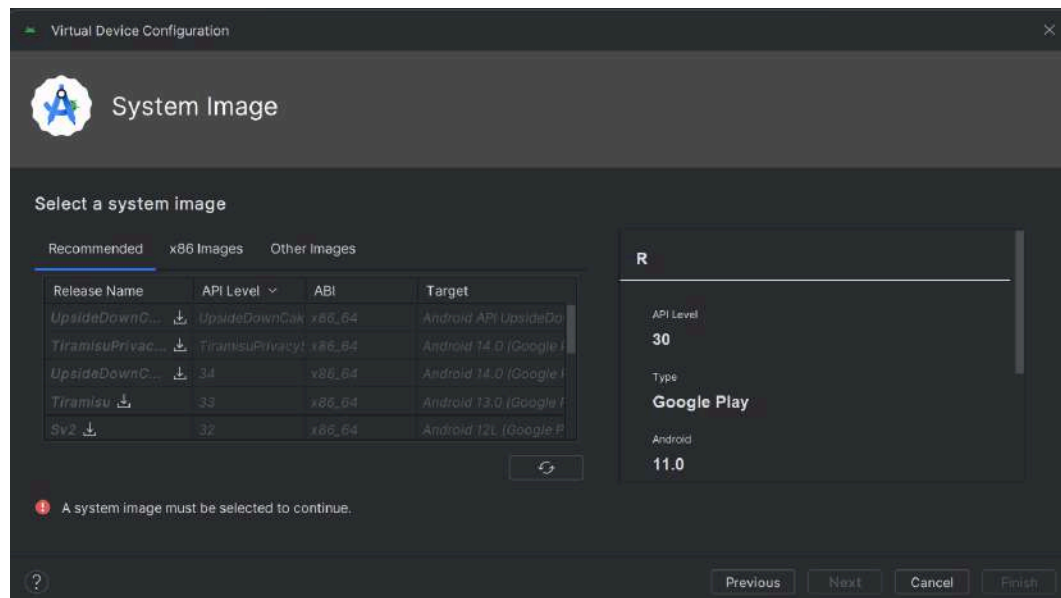 Virtual Device Configuration
System Image
Select a system image
Recommended x86 Images Other Images
Release Name API Level ABI Target
UpsideDownC... UpsideDownCak x86_64 Android API UpsideDo
TiramisuPrivac... TiramisuPrivacyS x86_64 Android 14.0 (Google P
UpsideDownC... 34 x86_64 Android 14.0 (Google P
Tiramisu 33 x86_64 Android 13.0 (Google P
Sv2 32 x86_64 Android 12L (Google P
R
API Level
30
Type
Google Play
Android
11.0
A system image must be selected to continue.
? Previous Next Cancel Finish